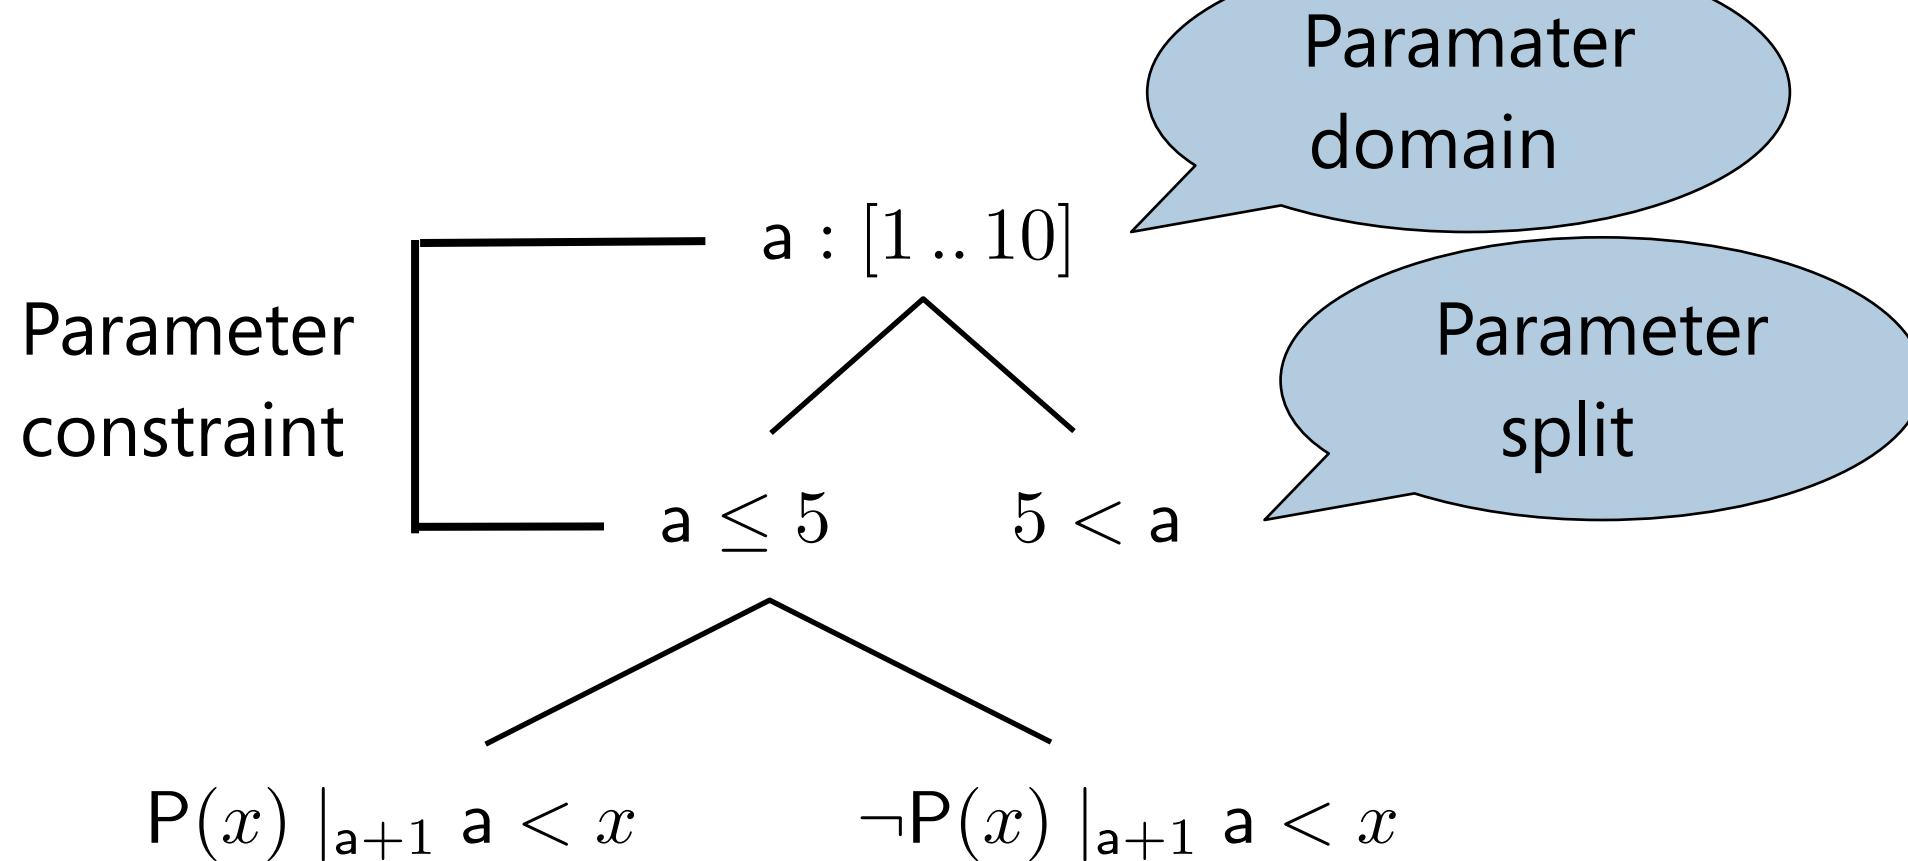 Paramater
domain
a : [1 .. 10]
Parameter
constraint
Parameter
split
a ≤ 5
5 < a
P(x) |ₐ₊₁ a < x
¬P(x) |ₐ₊₁ a < x